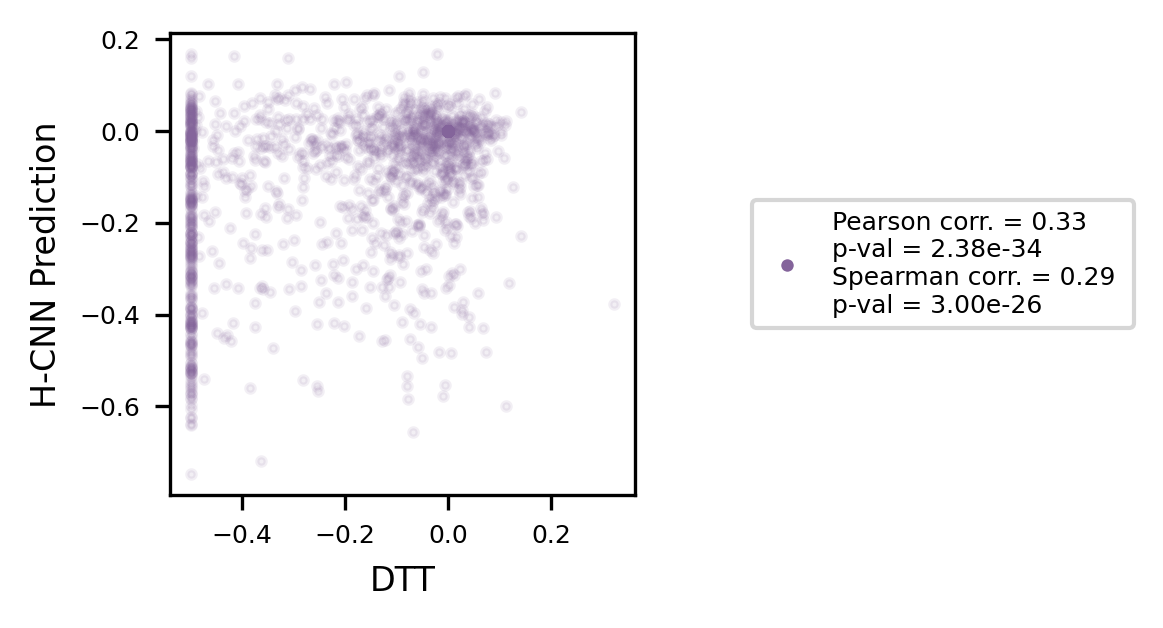 0.2
0.0
−0.2
−0.4
−0.6
H-CNN Prediction
−0.4
−0.2
0.0
0.2
DTT
Pearson corr. = 0.33
p-val = 2.38e-34
Spearman corr. = 0.29
p-val = 3.00e-26